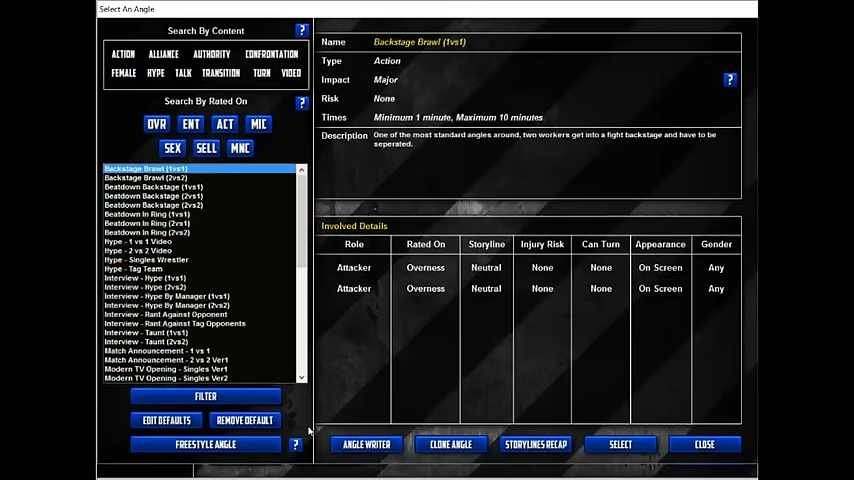 Select An Angle
Search By Content
?
ACTION ALLIANCE AUTHORITY CONFRONTATION
FEMALE HYPE TALK TRANSITION TURN VIDEO
Search By Rated On
?
OVR ENT ACT MIC
SEX SELL MNC
Backstage Brawl (1vs1)
Backstage Brawl (2vs2)
Beatdown Backstage (1vs1)
Beatdown Backstage (2vs1)
Beatdown Backstage (2vs2)
Beatdown In Ring (1vs1)
Beatdown In Ring (2vs1)
Beatdown In Ring (2vs2)
Hype - 1 vs 1 Video
Hype - 2 vs 2 Video
Hype - Singles Wrestler
Hype - Tag Team
Interview - Hype (1vs1)
Interview - Hype (2vs2)
Interview - Hype By Manager (1vs1)
Interview - Hype By Manager (2vs2)
Interview - Rant Against Opponent
Interview - Rant Against Tag Opponents
Interview - Taunt (1vs1)
Interview - Taunt (2vs2)
Match Announcement - 1 vs 1
Match Announcement - 2 vs 2 Ver1
Modern TV Opening - Singles Ver1
Modern TV Opening - Singles Ver2
FILTER
EDIT DEFAULTS REMOVE DEFAULT
FREESTYLE ANGLE ?
Name Backstage Brawl (1vs1)
Type Action
Impact Major
?
Risk None
Times Minimum 1 minute, Maximum 10 minutes
Description One of the most standard angles around, two workers get into a fight backstage and have to be
seperated.
Involved Details
Role Rated On Storyline Injury Risk Can Turn Appearance Gender
Attacker Overness Neutral None None On Screen Any
Attacker Overness Neutral None None On Screen Any
ANGLE WRITER CLONE ANGLE STORYLINES RECAP SELECT CLOSE